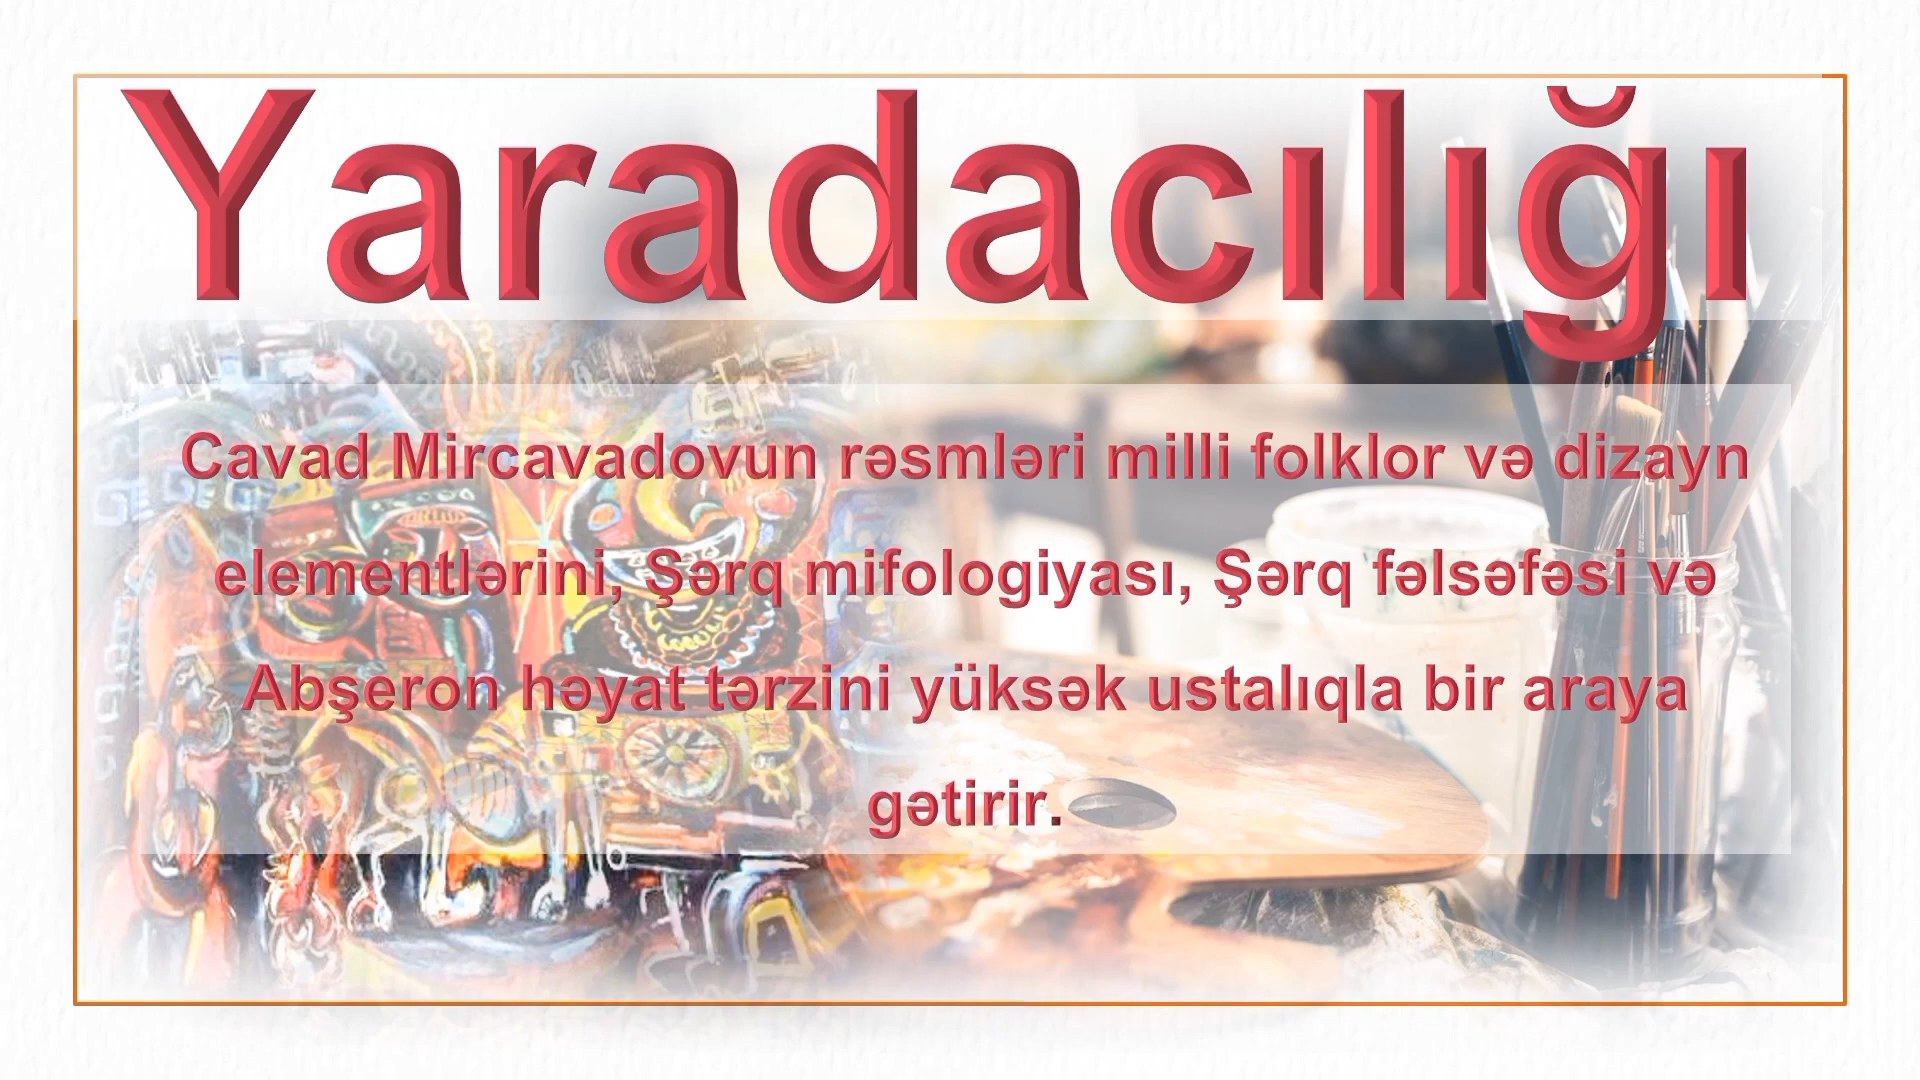 Yaradacılığı
Cavad Mircavadovun rəsmləri milli folklor və dizayn
elementlərini, Şərq mifologiyası, Şərq fəlsəfəsi və
Abşeron həyat tərzini yüksək ustalıqla bir araya
gətirir.